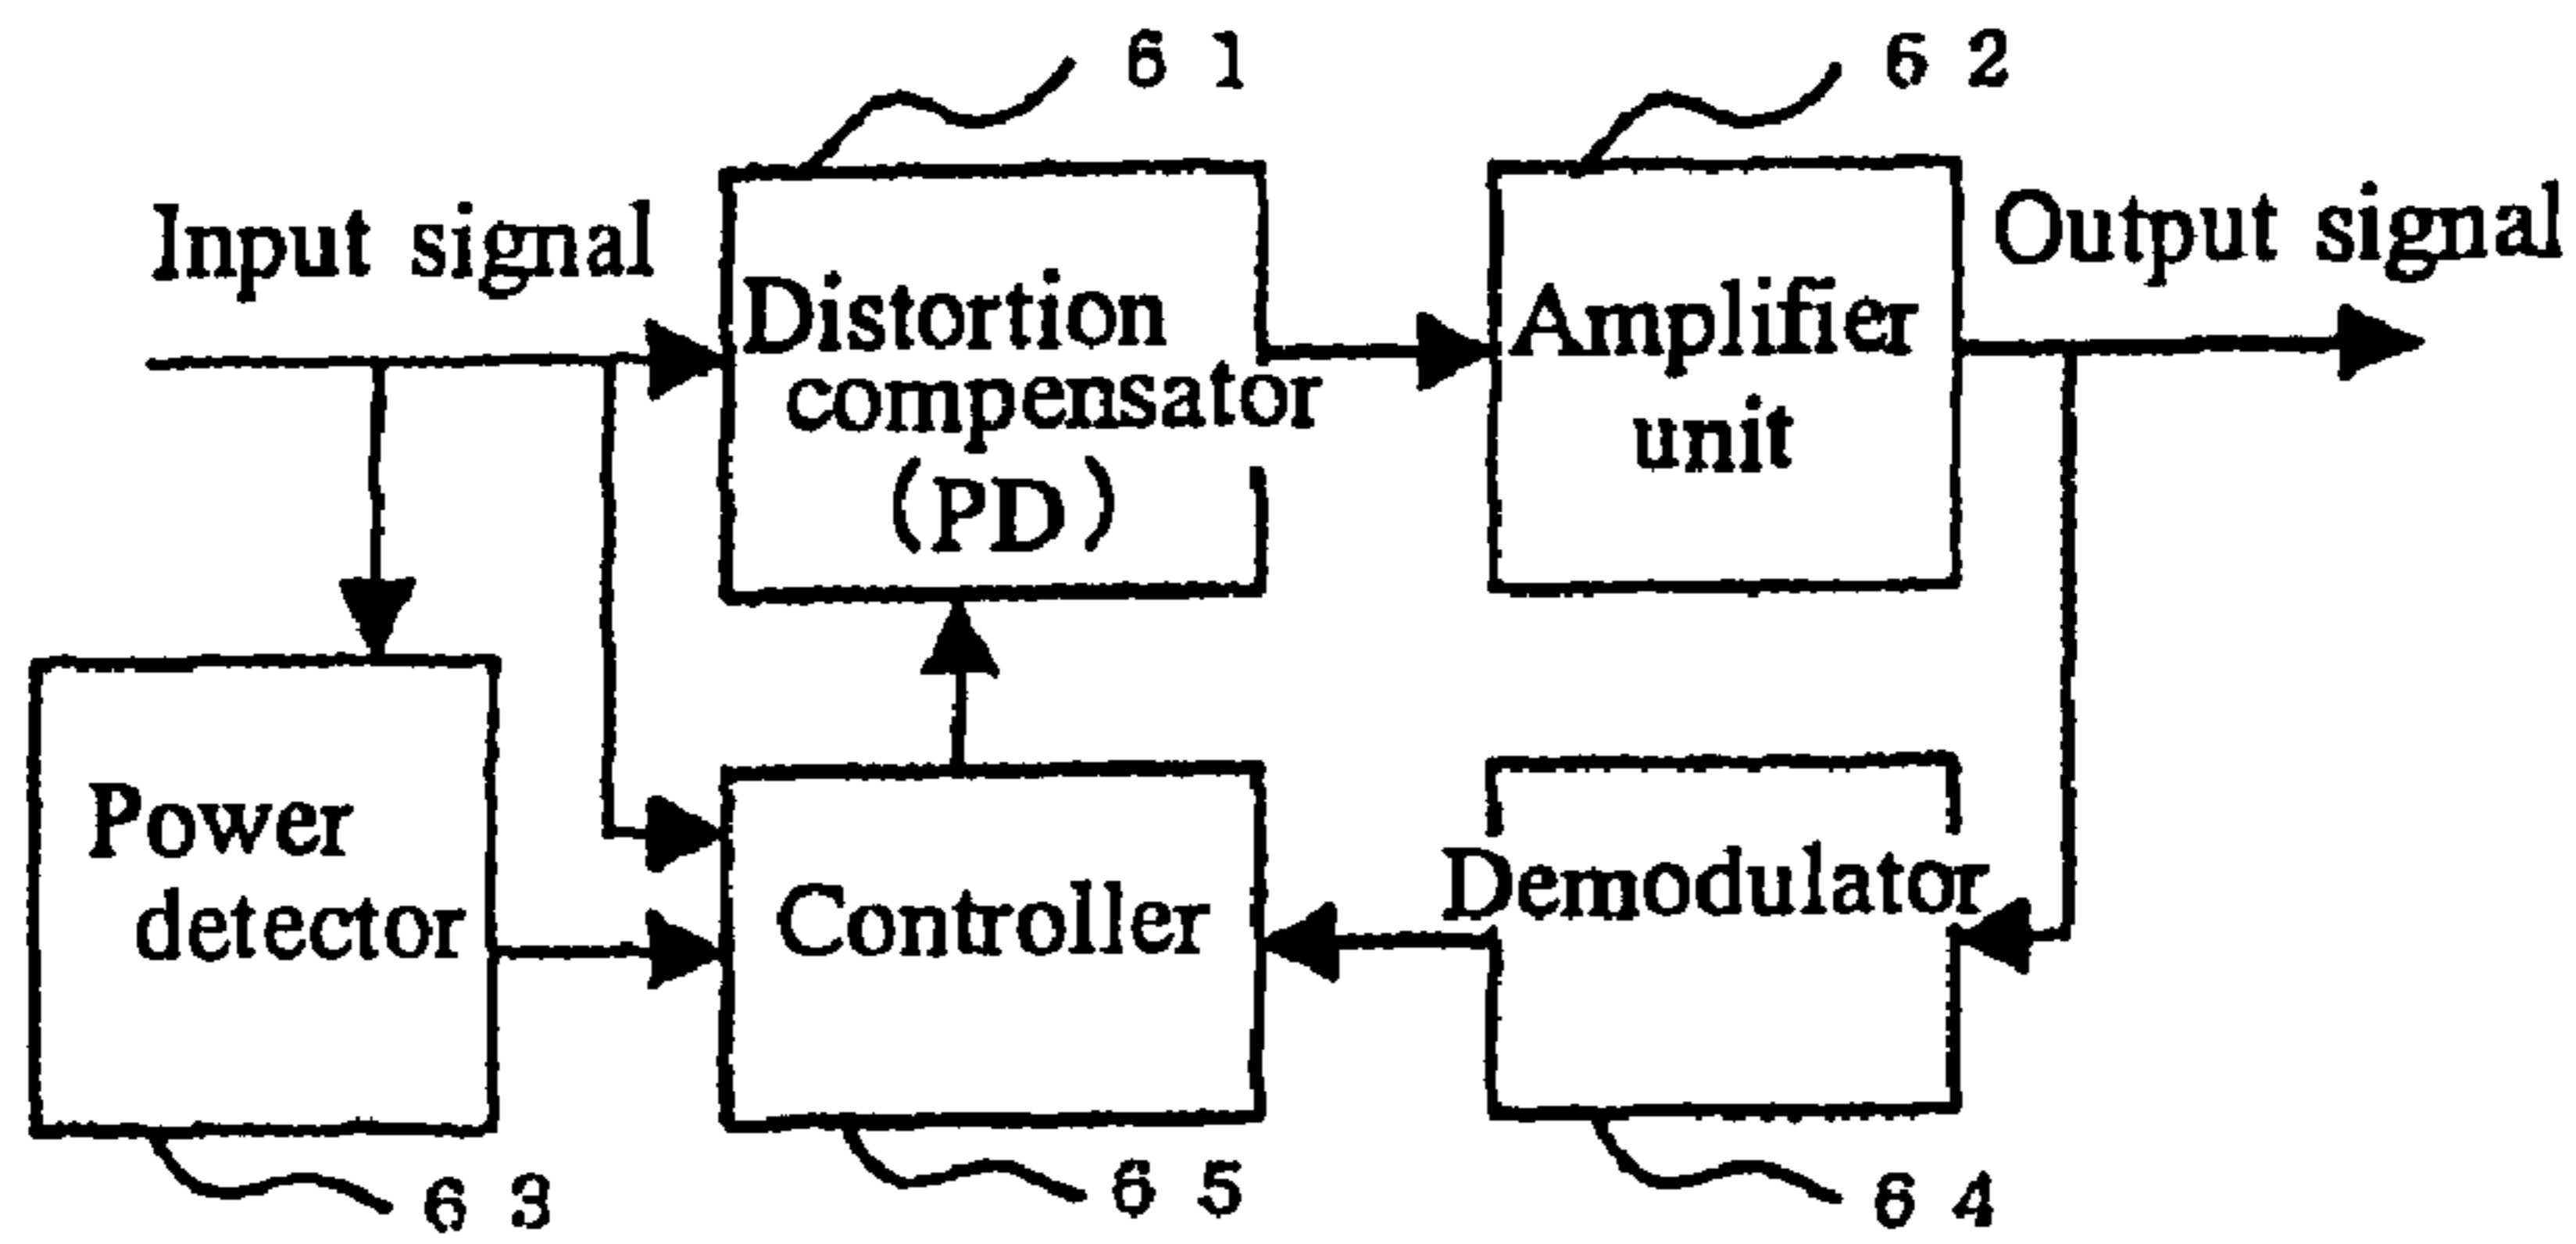 6 1
6 2
Input signal
Output signal
Distortion
compensator
(PD)
Amplifier
unit
Power
detector
Controller
Demodulator
6 3
6 5
6 4